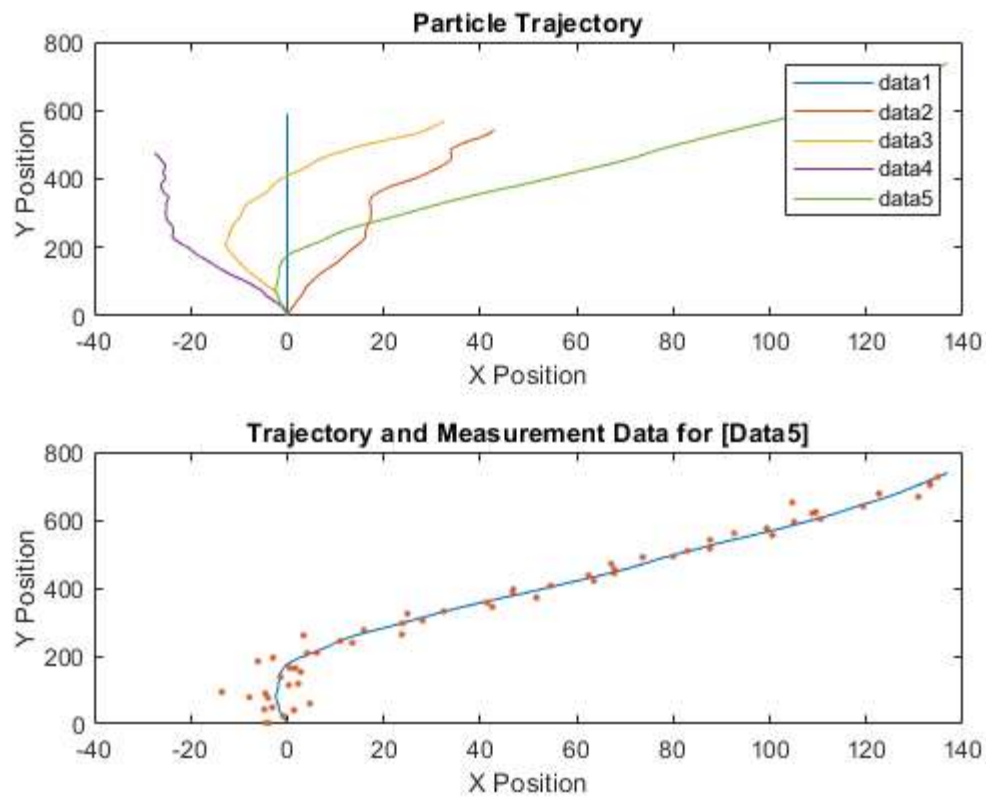 Particle Trajectory
800
600
400
200
0
Y Position
data1
data2
data3
data4
data5
-40 -20 0 20 40 60 80 100 120 140
X Position
Trajectory and Measurement Data for [Data5]
800
600
400
200
0
Y Position
-40 -20 0 20 40 60 80 100 120 140
X Position